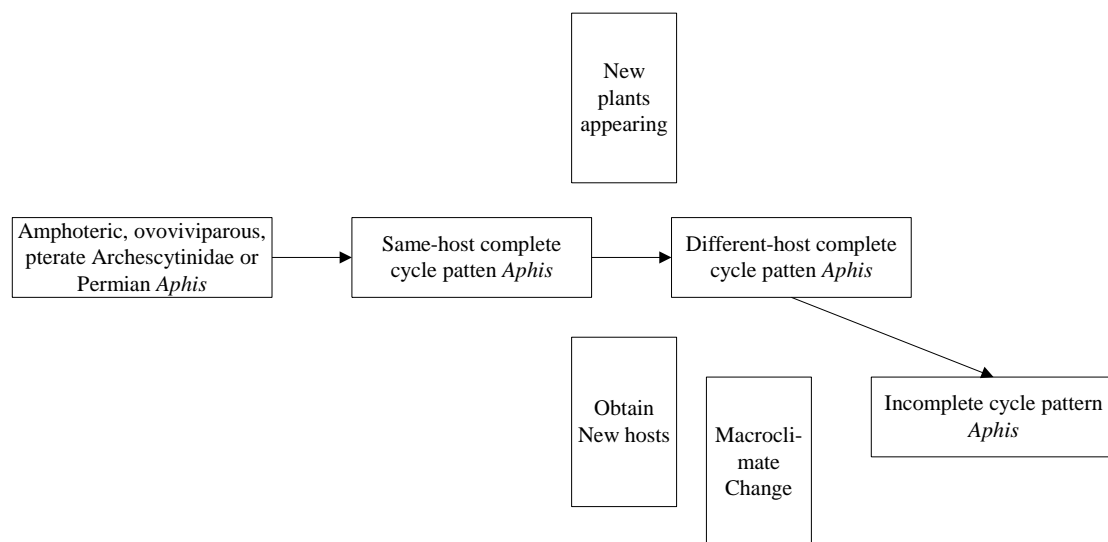 New
plants
appearing
Amphoteric, ovoviviparous,
pterate Archescytinidae or
Permian Aphis
Same-host complete
cycle patten Aphis
Different-host complete
cycle patten Aphis
Obtain
New hosts
Macrocli-
mate
Change
Incomplete cycle pattern
Aphis